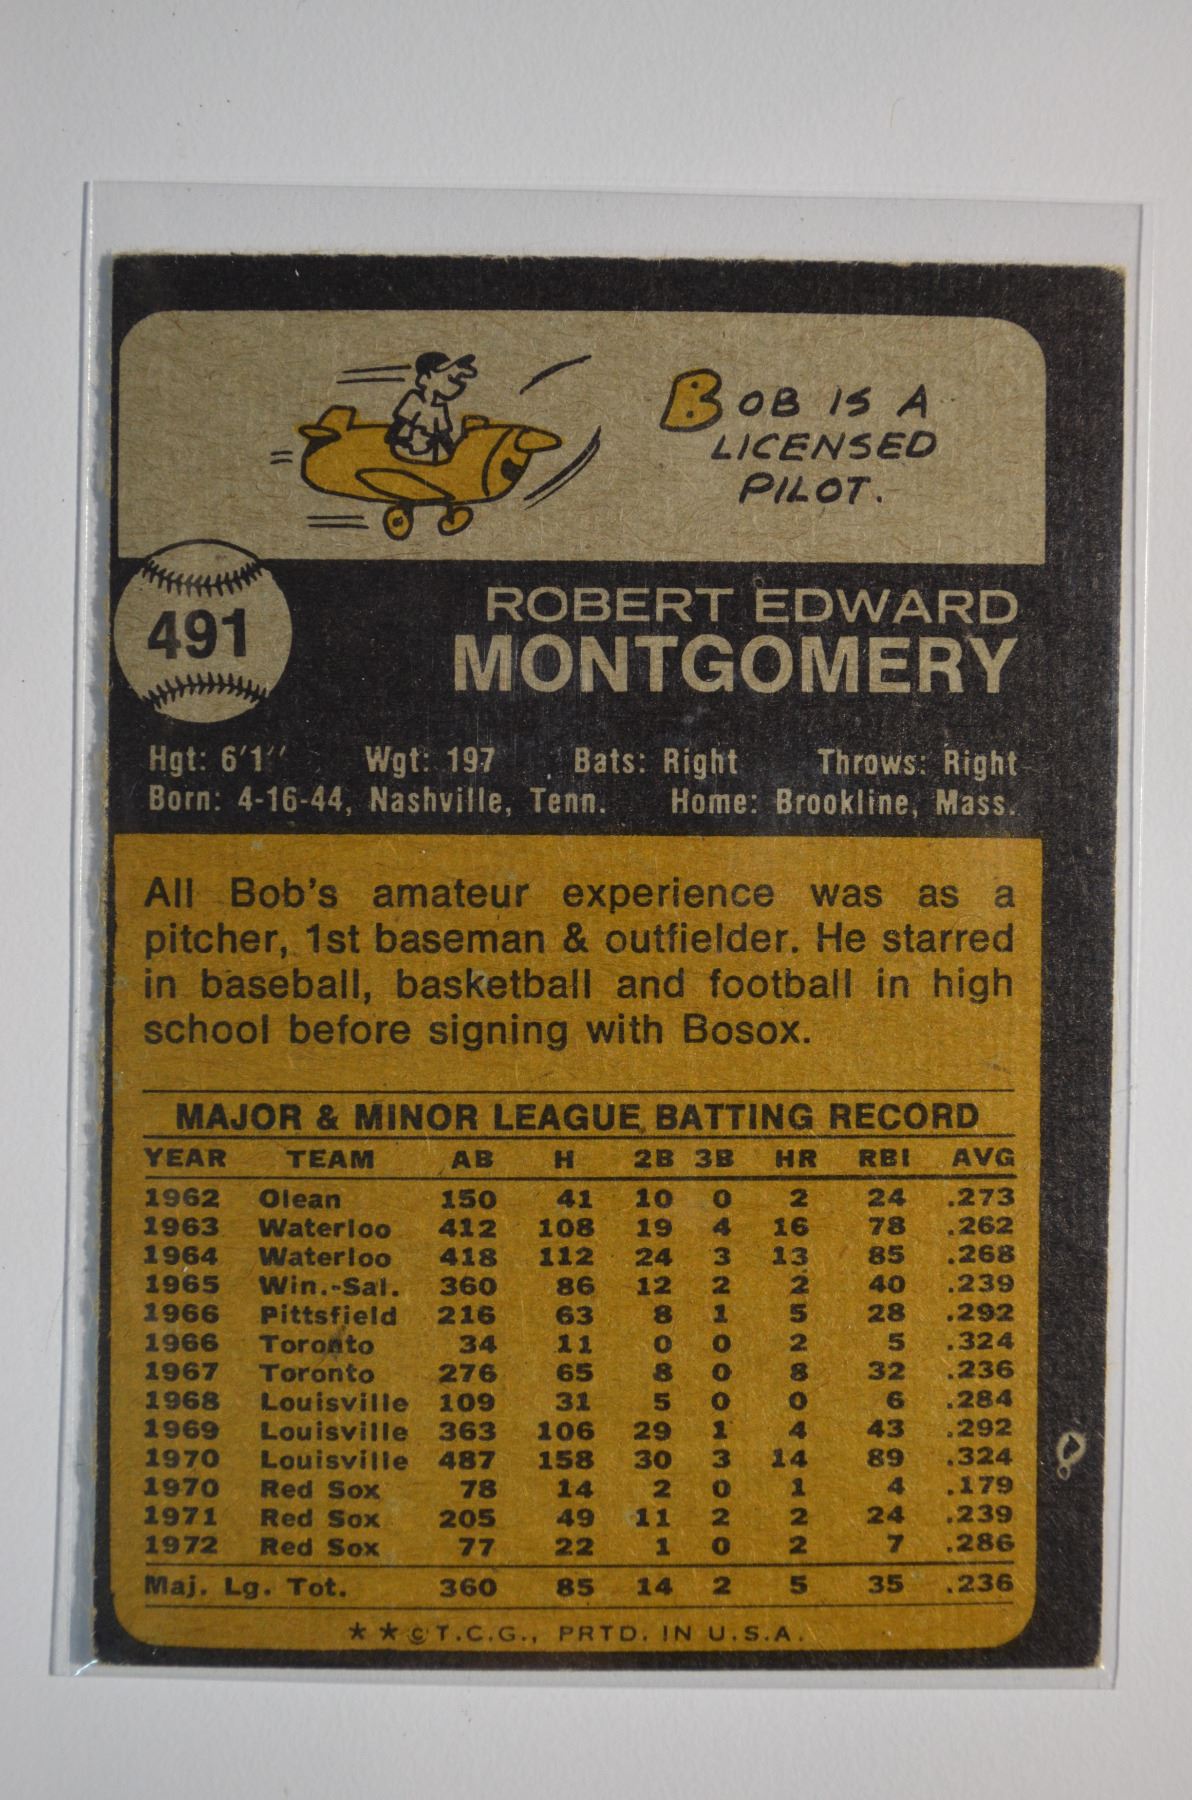 BOB IS A
LICENSED
PILOT.
491
ROBERT EDWARD
MONTGOMERY
Hgt: 6'1'' Wgt: 197 Bats: Right Throws: Right
Born: 4-16-44, Nashville, Tenn. Home: Brookline, Mass.
All Bob's amateur experience was as a
pitcher, 1st baseman & outfielder. He starred
in baseball, basketball and football in high
school before signing with Bosox.
MAJOR & MINOR LEAGUE BATTING RECORD
YEAR TEAM AB H 2B 3B HR RBI AVG
1962 Olean 150 41 10 0 2 24 .273
1963 Waterloo 412 108 19 4 16 78 .262
1964 Waterloo 418 112 24 3 13 85 .268
1965 Win.-Sal. 360 86 12 2 2 40 .239
1966 Pittsfield 216 63 8 1 5 28 .292
1966 Toronto 34 11 0 0 2 5 .324
1967 Toronto 276 65 8 0 8 32 .236
1968 Louisville 109 31 5 0 0 6 .284
1969 Louisville 363 106 29 1 4 43 .292
1970 Louisville 487 158 30 3 14 89 .324
1970 Red Sox 78 14 2 0 1 4 .179
1971 Red Sox 205 49 11 2 2 24 .239
1972 Red Sox 77 22 1 0 2 7 .286
Maj. Lg. Tot. 360 85 14 2 5 35 .236
★ ★ © T.C.G., PRTD. IN U.S.A.